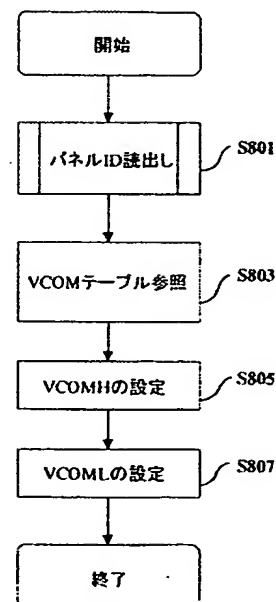 開始
パネルID読出し
S801
VCOMテーブル参照
S803
VCOMHの設定
S805
VCOMLの設定
S807
終了